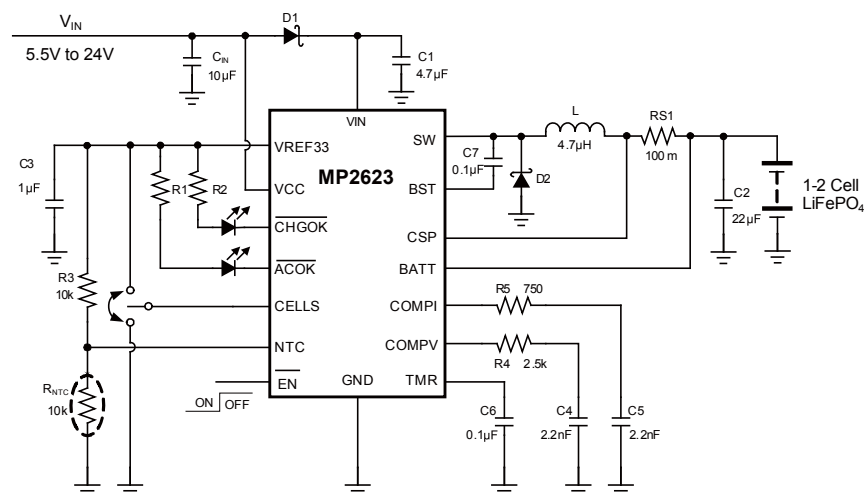 V_IN
5.5V to 24V
D1
C_IN
10µF
C1
4.7µF
VIN
C3
1µF
VREF33
R1
R2
VCC
MP2623
SW
C7
0.1µF
BST
D2
L
4.7µH
RS1
100 m
C2
22µF
1-2 Cell
LiFePO₄
CHGOK
ACOK
CSP
BATT
R3
10k
CELLS
COMPI
R5
750
NTC
COMPV
R4
2.5k
R_NTC
10k
EN
ON
OFF
GND
TMR
C6
0.1µF
C4
2.2nF
C5
2.2nF